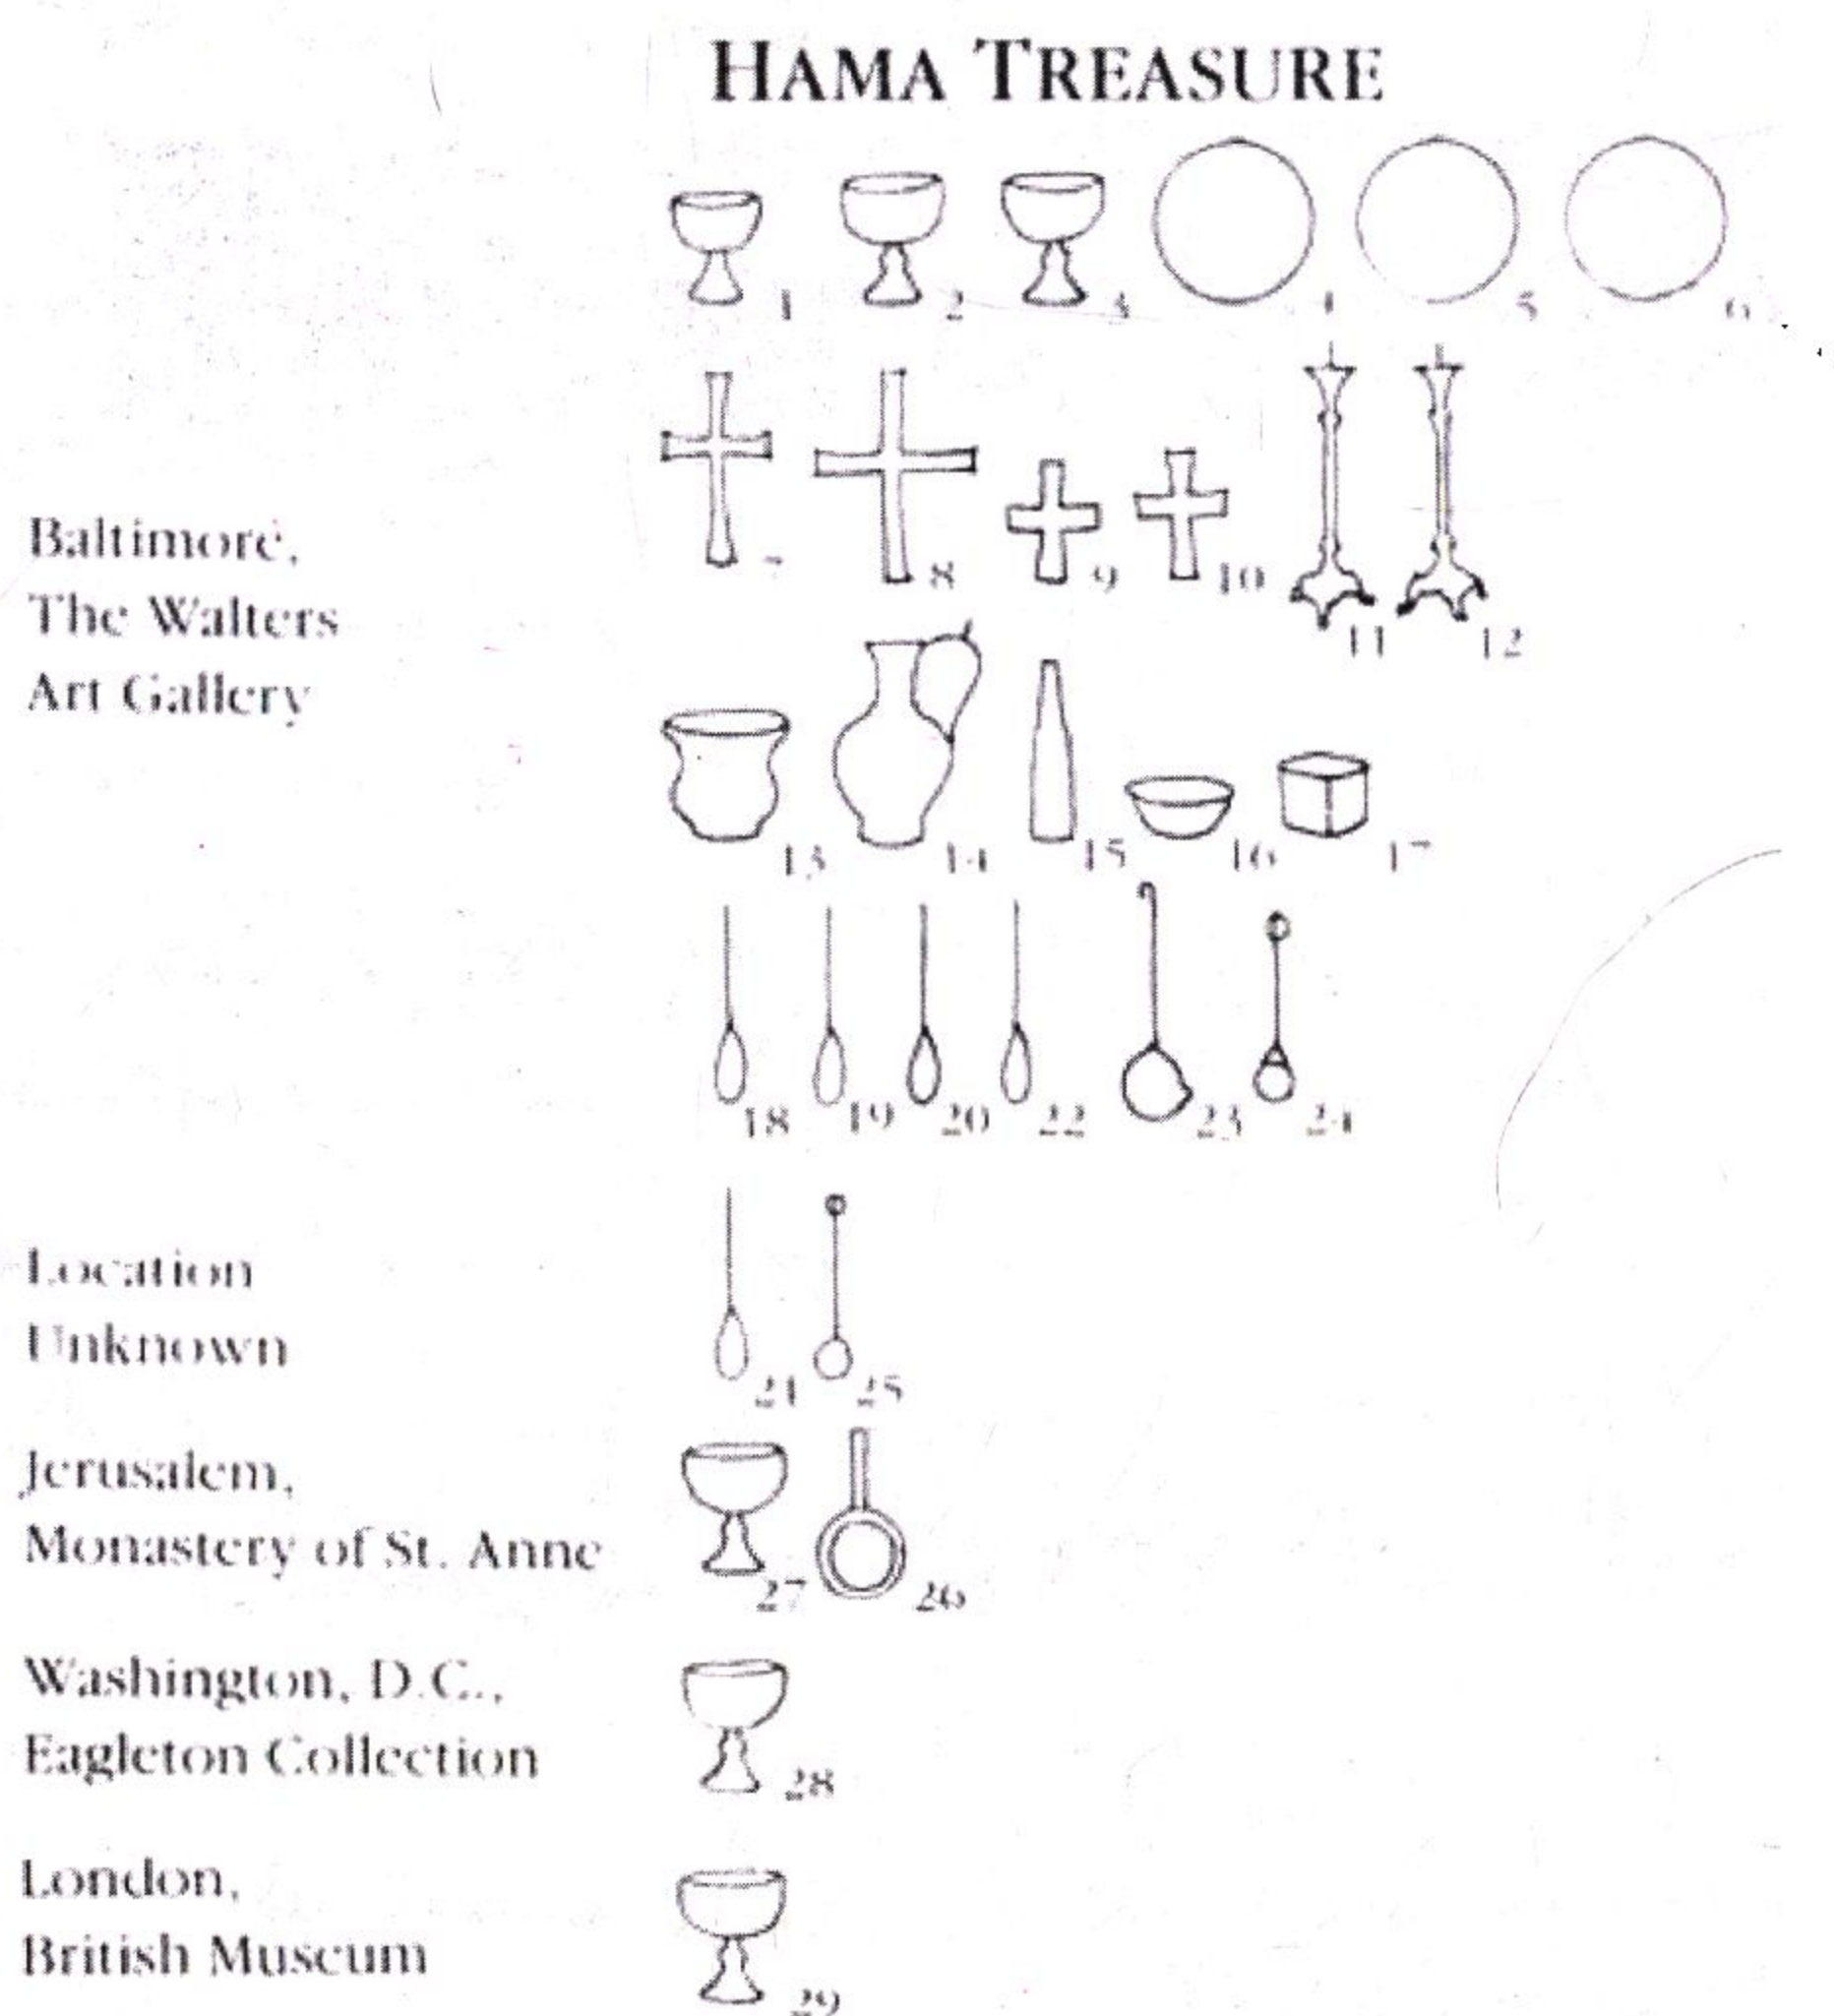 HAMA TREASURE
1 2 3 4 5 6
7 8 9 10 11 12
Baltimore,
The Walters
Art Gallery
13 14 15 16 17
18 19 20 22 23 24
Location
Unknown
21 25
Jerusalem,
Monastery of St. Anne
27 26
Washington, D.C.,
Eagleton Collection
28
London,
British Museum
29